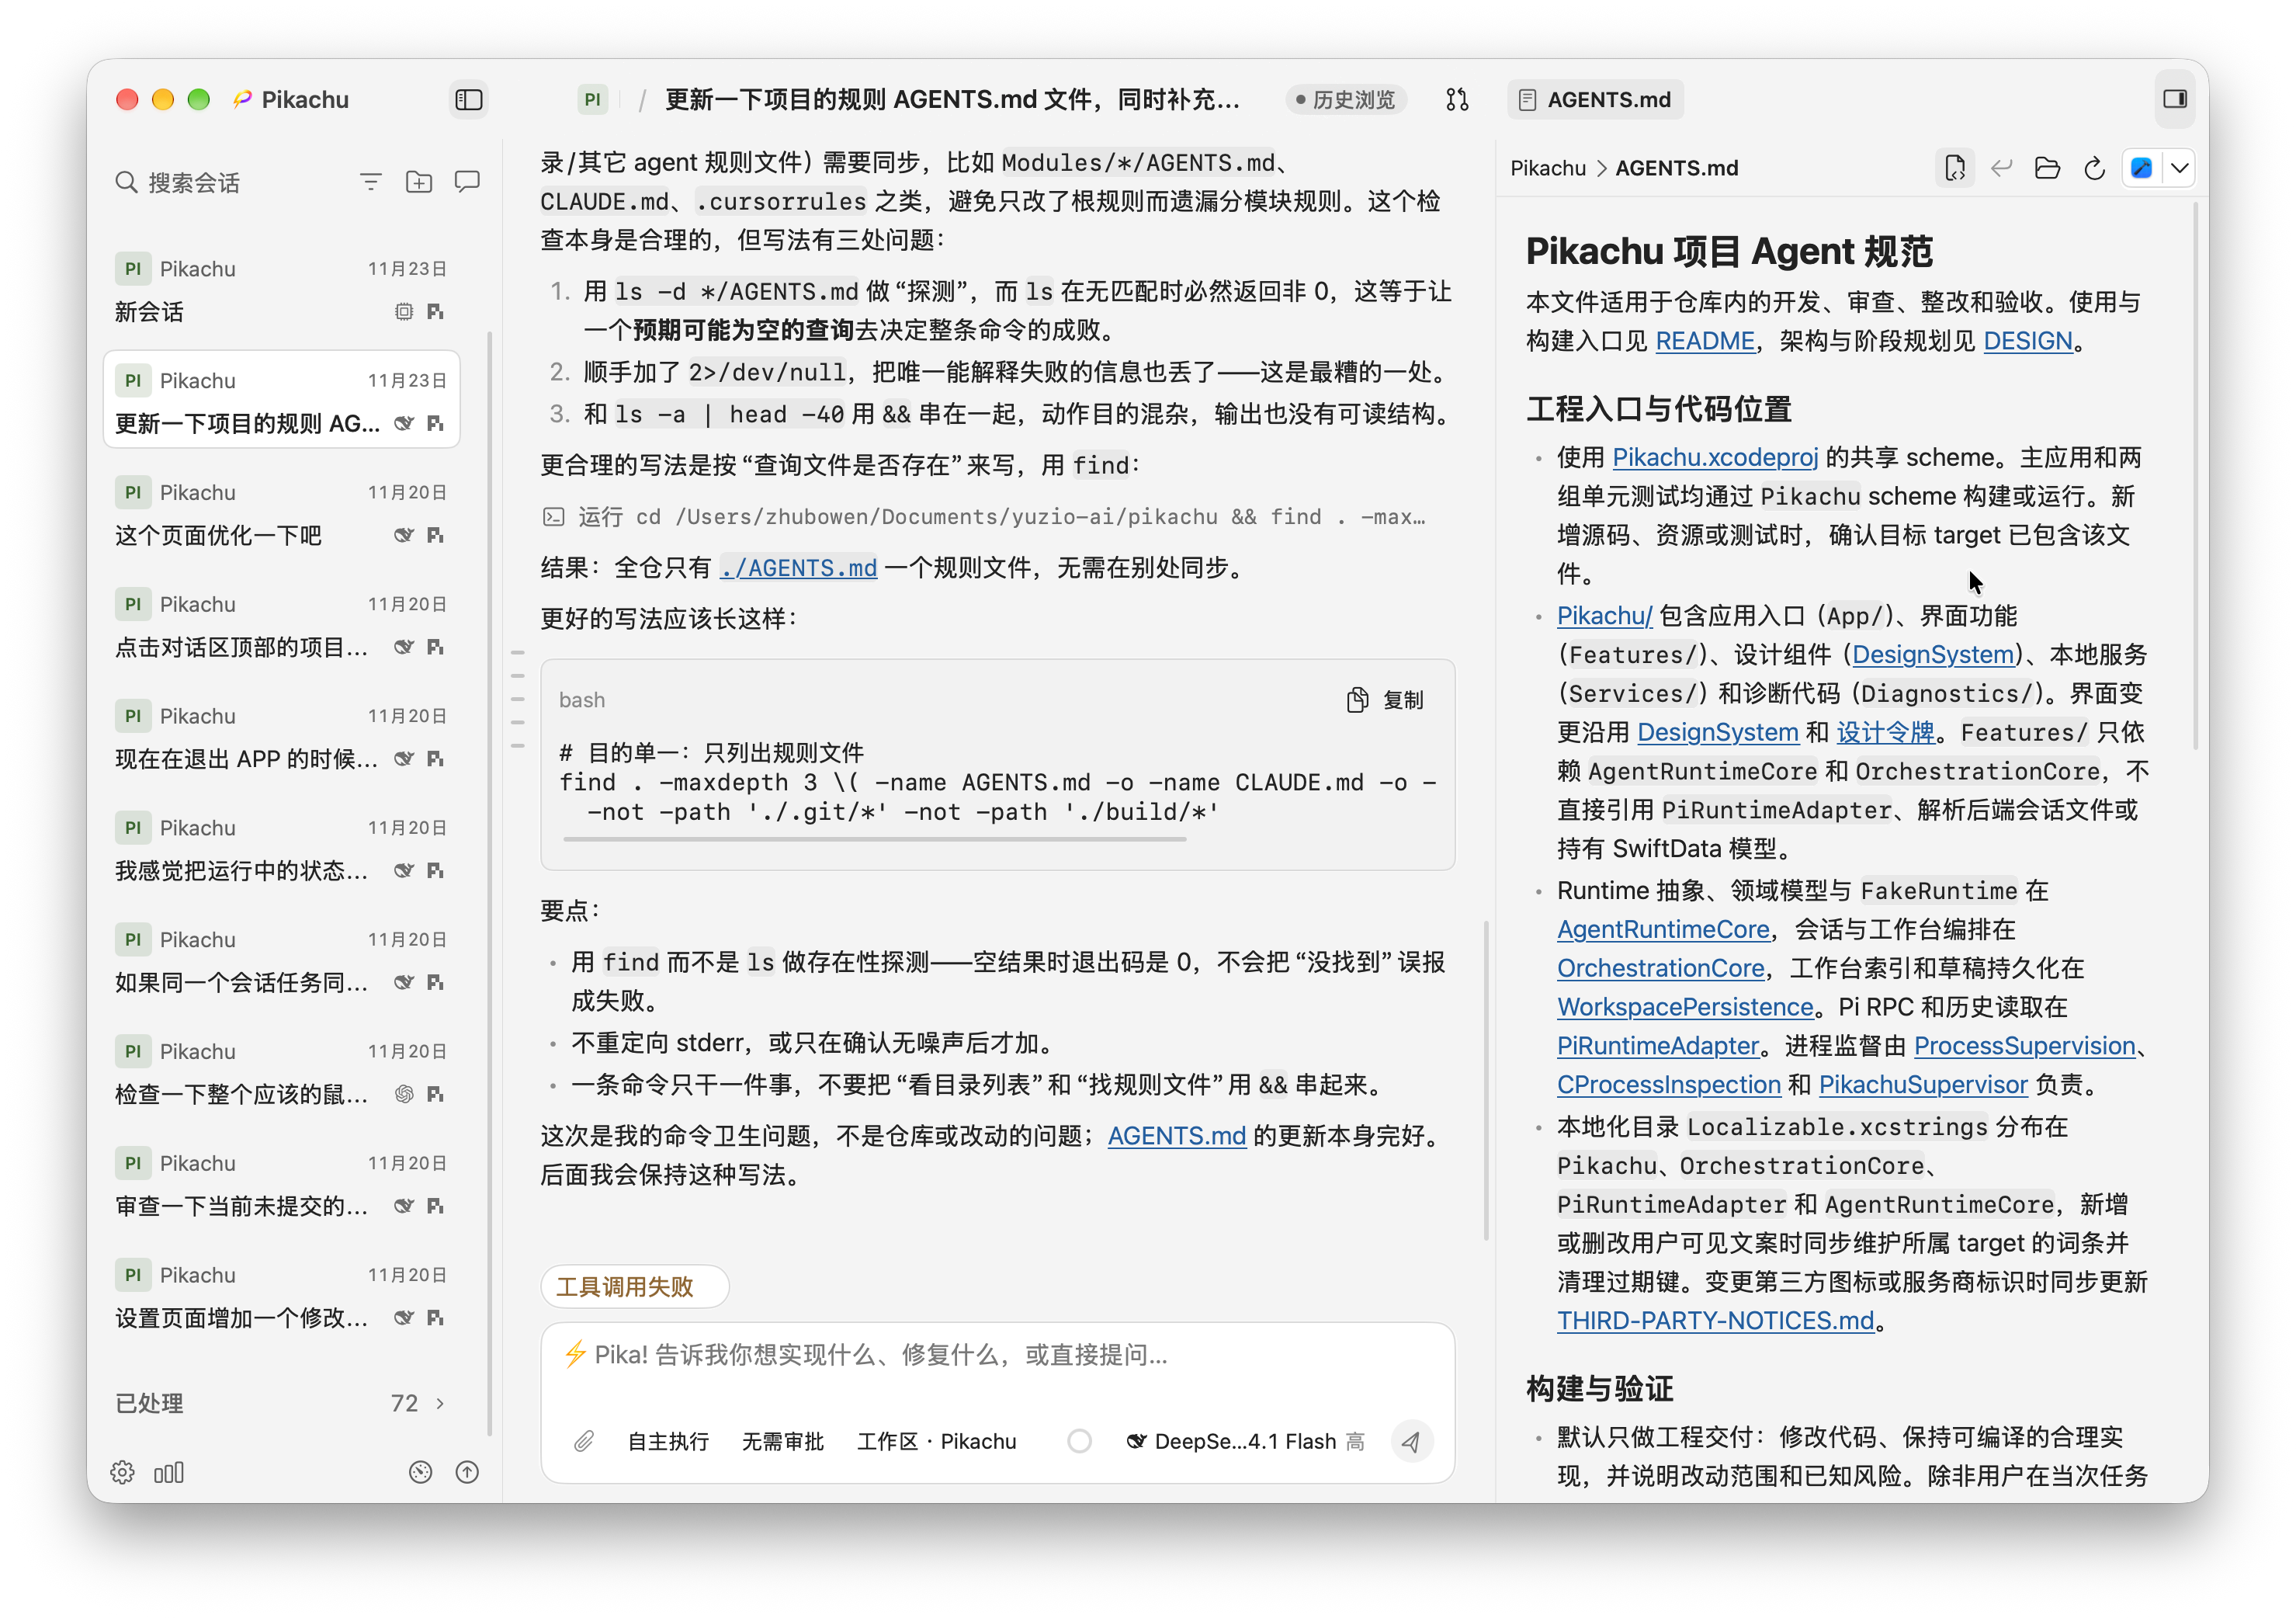 Pikachu
搜索会话
PI Pikachu 11月23日
新会话
PI Pikachu 11月23日
更新一下项目的规则 AG...
PI Pikachu 11月20日
这个页面优化一下吧
PI Pikachu 11月20日
点击对话区顶部的项目...
PI Pikachu 11月20日
现在在退出 APP 的时候...
PI Pikachu 11月20日
我感觉把运行中的状态...
PI Pikachu 11月20日
如果同一个会话任务同...
PI Pikachu 11月20日
检查一下整个应该的鼠...
PI Pikachu 11月20日
审查一下当前未提交的...
PI Pikachu 11月20日
设置页面增加一个修改...
已处理 72
PI / 更新一下项目的规则 AGENTS.md 文件，同时补充... 历史浏览
录/其它 agent 规则文件）需要同步，比如 Modules/*/AGENTS.md、
CLAUDE.md、.cursorrules 之类，避免只改了根规则而遗漏分模块规则。这个检
查本身是合理的，但写法有三处问题：
1. 用 ls -d */AGENTS.md 做“探测”，而 ls 在无匹配时必然返回非 0，这等于让
一个预期可能为空的查询去决定整条命令的成败。
2. 顺手加了 2>/dev/null，把唯一能解释失败的信息也丢了——这是最糟的一处。
3. 和 ls -a | head -40 用 && 串在一起，动作目的混杂，输出也没有可读结构。
更合理的写法是按“查询文件是否存在”来写，用 find：
运行 cd /Users/zhubowen/Documents/yuzio-ai/pikachu && find . -max…
结果：全仓只有 ./AGENTS.md 一个规则文件，无需在别处同步。
更好的写法应该长这样：
bash 复制
# 目的单一：只列出规则文件
find . -maxdepth 3 \( -name AGENTS.md -o -name CLAUDE.md -o -
-not -path './.git/*' -not -path './build/*'
要点：
• 用 find 而不是 ls 做存在性探测——空结果时退出码是 0，不会把“没找到”误报
成失败。
• 不重定向 stderr，或只在确认无噪声后才加。
• 一条命令只干一件事，不要把“看目录列表”和“找规则文件”用 && 串起来。
这次是我的命令卫生问题，不是仓库或改动的问题；AGENTS.md 的更新本身完好。
后面我会保持这种写法。
工具调用失败
⚡ Pika! 告诉我你想实现什么、修复什么，或直接提问...
自主执行 无需审批 工作区 · Pikachu DeepSe...4.1 Flash 高
AGENTS.md
Pikachu > AGENTS.md
Pikachu 项目 Agent 规范
本文件适用于仓库内的开发、审查、整改和验收。使用与
构建入口见 README，架构与阶段规划见 DESIGN。
工程入口与代码位置
• 使用 Pikachu.xcodeproj 的共享 scheme。主应用和两
组单元测试均通过 Pikachu scheme 构建或运行。新
增源码、资源或测试时，确认目标 target 已包含该文
件。
• Pikachu/ 包含应用入口（App/）、界面功能
（Features/）、设计组件（DesignSystem）、本地服务
（Services/）和诊断代码（Diagnostics/）。界面变
更沿用 DesignSystem 和 设计令牌。Features/ 只依
赖 AgentRuntimeCore 和 OrchestrationCore，不
直接引用 PiRuntimeAdapter、解析后端会话文件或
持有 SwiftData 模型。
• Runtime 抽象、领域模型与 FakeRuntime 在
AgentRuntimeCore，会话与工作台编排在
OrchestrationCore，工作台索引和草稿持久化在
WorkspacePersistence。Pi RPC 和历史读取在
PiRuntimeAdapter。进程监督由 ProcessSupervision、
CProcessInspection 和 PikachuSupervisor 负责。
• 本地化目录 Localizable.xcstrings 分布在
Pikachu、OrchestrationCore、
PiRuntimeAdapter 和 AgentRuntimeCore，新增
或删改用户可见文案时同步维护所属 target 的词条并
清理过期键。变更第三方图标或服务商标识时同步更新
THIRD-PARTY-NOTICES.md。
构建与验证
• 默认只做工程交付：修改代码、保持可编译的合理实
现，并说明改动范围和已知风险。除非用户在当次任务